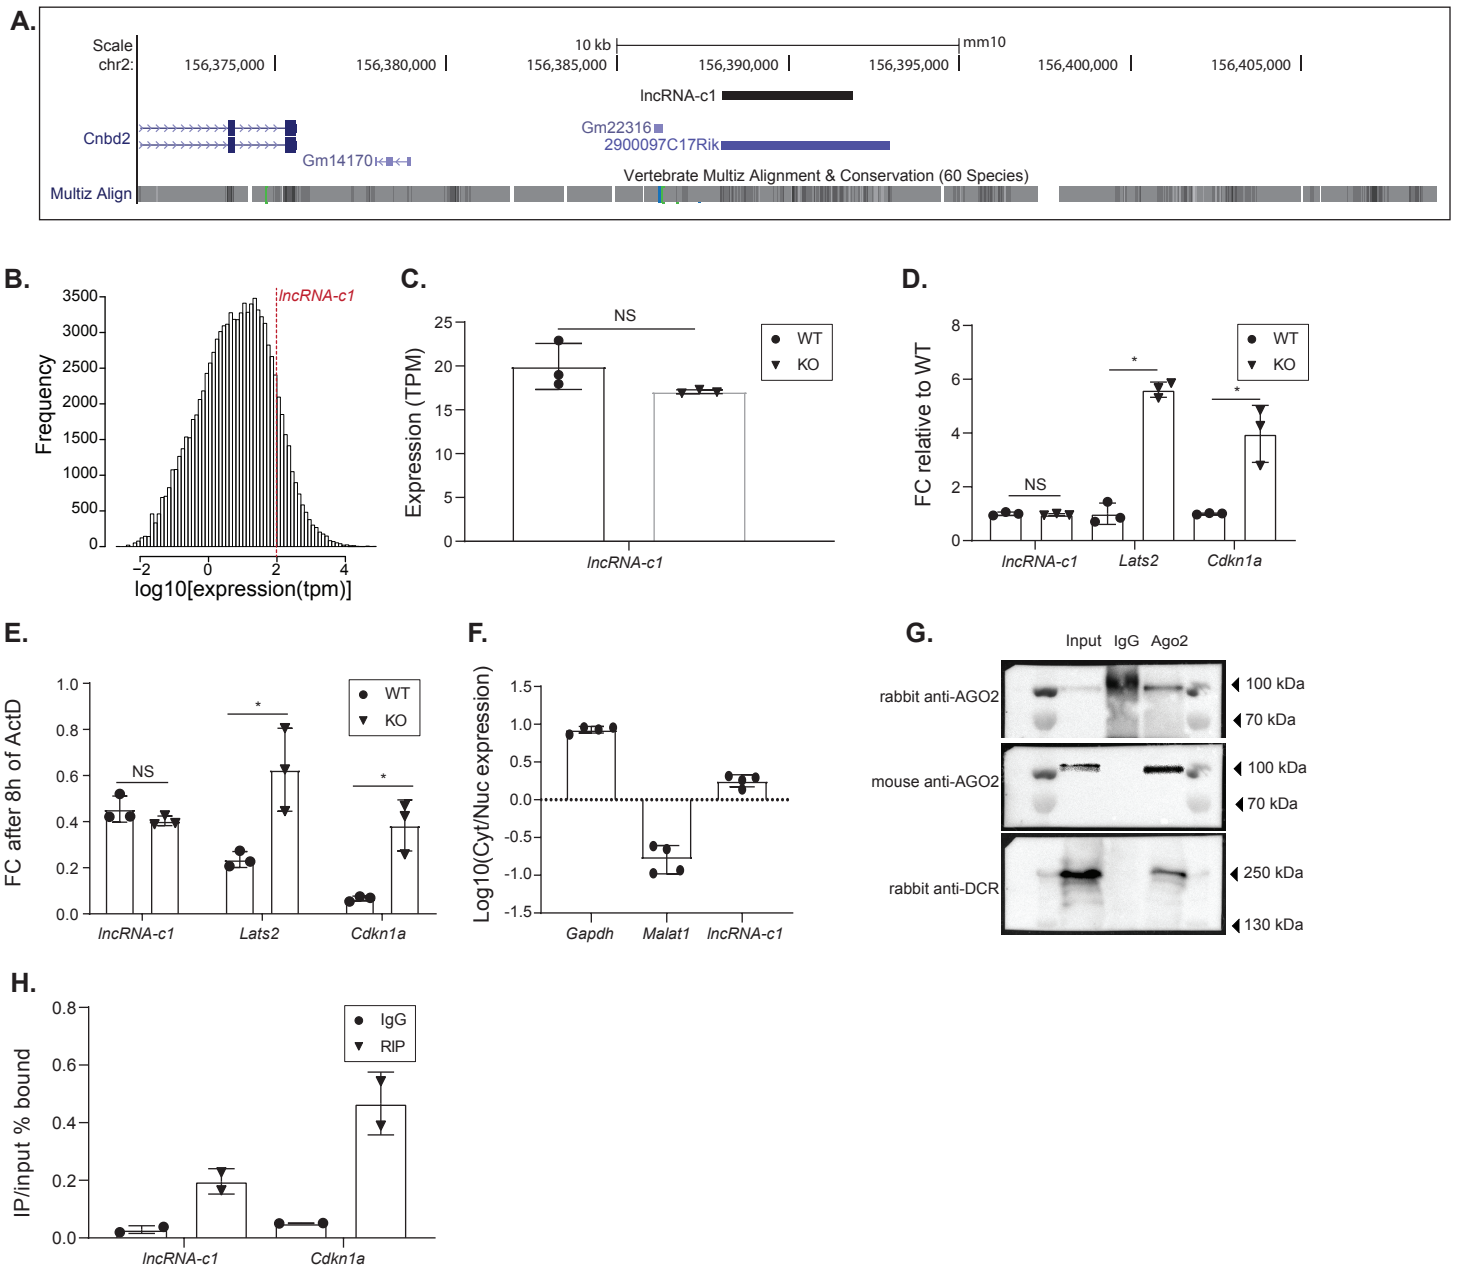 A.
Scale
10 kb
mm10
chr2:
156,375,000
156,380,000
156,385,000
156,390,000
156,395,000
156,400,000
156,405,000
lncRNA-c1
Cnbd2
Gm22316
2900097C17Rik
Gm14170
Vertebrate Multiz Alignment & Conservation (60 Species)
Multiz Align
B.
lncRNA-c1
Frequency
3500
3000
2500
2000
1500
1000
500
0
−2
0
2
4
log10[expression(tpm)]
C.
Expression (TPM)
25
20
15
10
5
0
NS
WT
KO
lncRNA-c1
D.
FC relative to WT
8
6
4
2
0
NS
*
*
WT
KO
lncRNA-c1
Lats2
Cdkn1a
E.
FC after 8h of ActD
1.0
0.8
0.6
0.4
0.2
0.0
NS
*
*
WT
KO
lncRNA-c1
Lats2
Cdkn1a
F.
Log10(Cyt/Nuc expression)
1.5
1.0
0.5
0.0
-0.5
-1.0
-1.5
Gapdh
Malat1
lncRNA-c1
G.
Input
IgG
Ago2
rabbit anti-AGO2
100 kDa
70 kDa
mouse anti-AGO2
100 kDa
70 kDa
rabbit anti-DCR
250 kDa
130 kDa
H.
IP/input % bound
0.8
0.6
0.4
0.2
0.0
IgG
RIP
lncRNA-c1
Cdkn1a